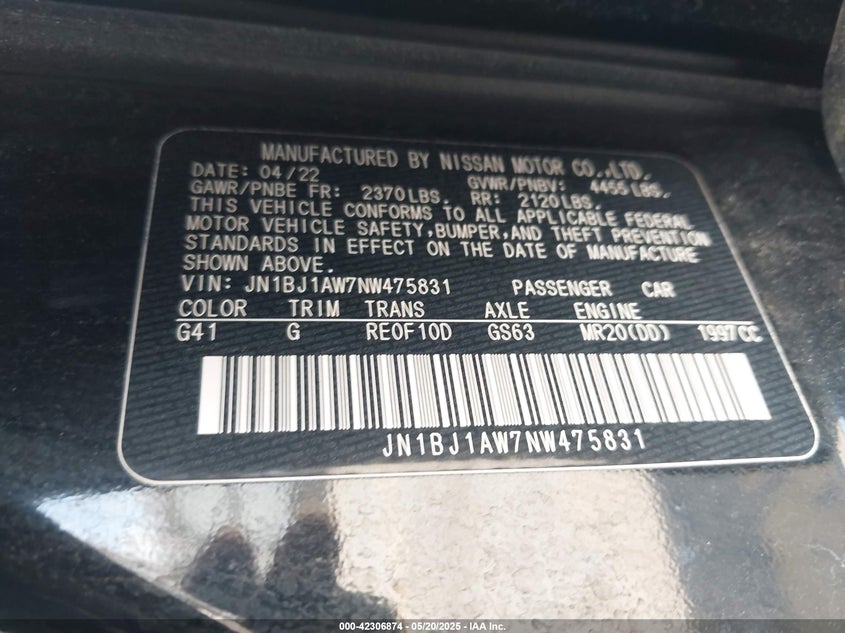 MANUFACTURED BY NISSAN MOTOR CO.,LTD.
DATE: 04/22 GVWR/PNBV: 4455LBS.
GAWR/PNBE FR: 2370LBS. RR: 2120LBS.
THIS VEHICLE CONFORMS TO ALL APPLICABLE FEDERAL
MOTOR VEHICLE SAFETY,BUMPER,AND THEFT PREVENTION
STANDARDS IN EFFECT ON THE DATE OF MANUFACTURE
SHOWN ABOVE.
VIN: JN1BJ1AW7NW475831 PASSENGER CAR
COLOR TRIM TRANS AXLE ENGINE
G41 G RE0F10D GS63 MR20(DD) 1997CC
JN1BJ1AW7NW475831
000-42306874 - 05/20/2025 - IAA Inc.